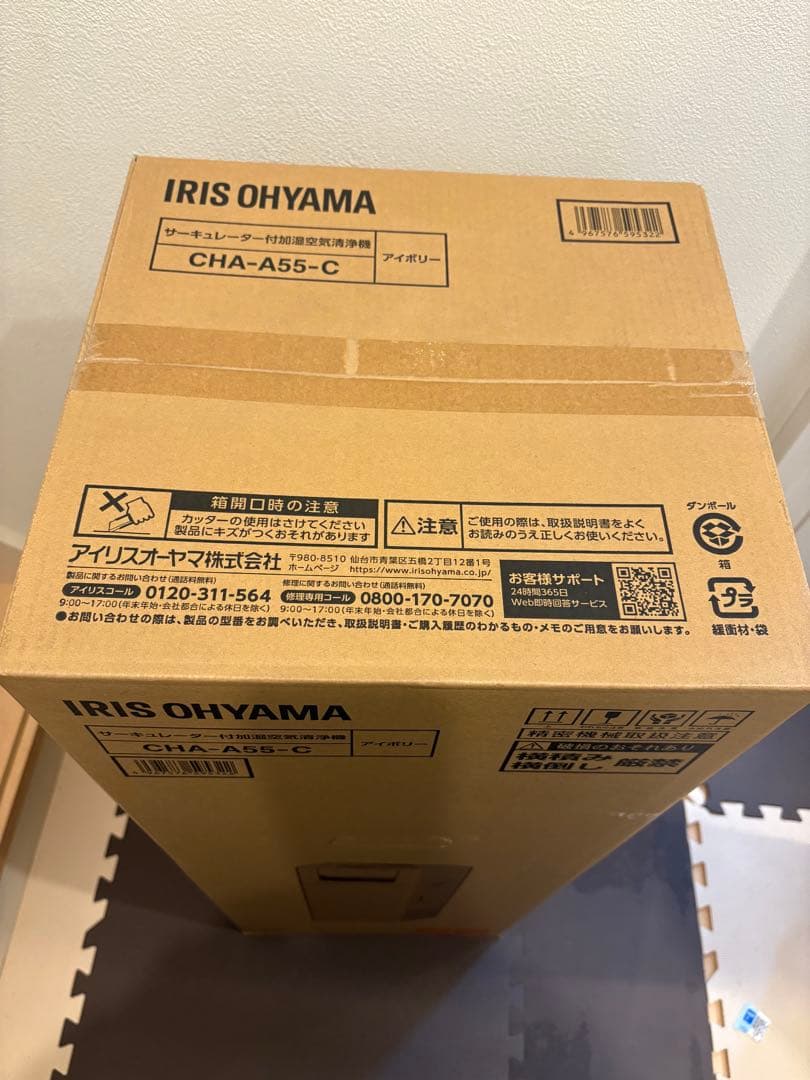 IRIS OHYAMA
サーキュレーター付加湿空気清浄機
CHA-A55-C
アイボリー
4 967576 595322
箱開口時の注意
カッターの使用はさけてください
製品にキズがつくおそれがあります
注意
ご使用の際は、取扱説明書をよく
お読みのうえ正しくお使いください。
ダンボール
箱
プラ
緩衝材・袋
アイリスオーヤマ株式会社
〒980-8510 仙台市青葉区五橋2丁目12番1号
ホームページ https://www.irisohyama.co.jp/
製品に関するお問い合わせ(通話料無料)
アイリスコール 0120-311-564
9:00~17:00(年末年始・会社都合による休日を除く)
修理に関するお問い合わせ(通話料無料)
修理専用コール 0800-170-7070
9:00~17:00(年末年始・会社都合による休日を除く)
お客様サポート
24時間365日
Web即時回答サービス
●お問い合わせの際は、製品の型番をお調べいただき、取扱説明書・ご購入履歴のわかるもの・メモのご用意をお願いします。
IRIS OHYAMA
サーキュレーター付加湿空気清浄機
CHA-A55-C
アイボリー
精密機械取扱注意
破損のおそれあり
横積み
横倒し
厳禁